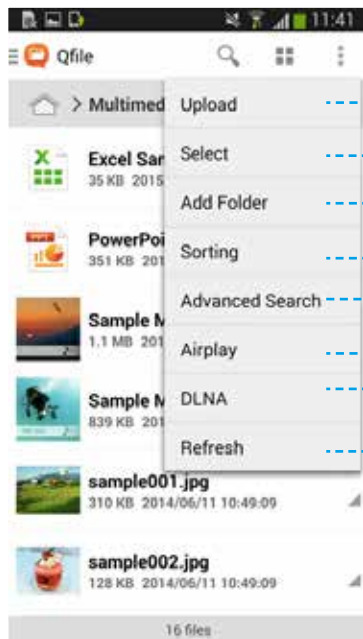 11:41
Qfile
> Multimed
Upload
Select
Add Folder
Sorting
Advanced Search
Airplay
DLNA
Refresh
Excel Sar
35 KB 2015
PowerPoi
351 KB 201
Sample M
1.1 MB 201
Sample M
839 KB 201
sample001.jpg
310 KB 2014/06/11 10:49:09
sample002.jpg
128 KB 2014/06/11 10:49:09
16 files